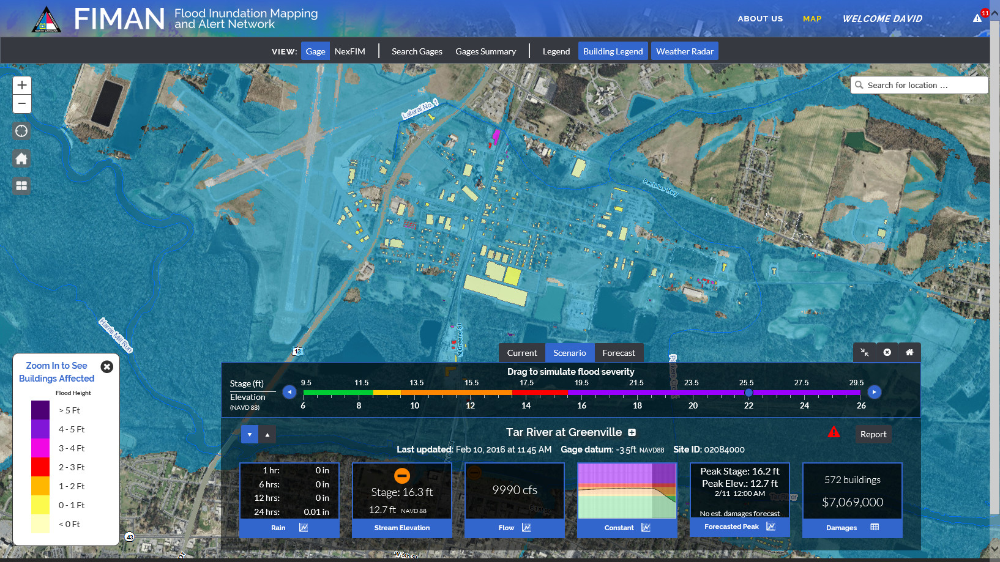 FIMAN
Flood Inundation Mapping
and Alert Network
NORTH CAROLINA
ABOUT US
MAP
WELCOME DAVID
11
VIEW:
Gage
NexFIM
Search Gages
Gages Summary
Legend
Building Legend
Weather Radar
+
−
Search for location ...
Lateral No. 1
Pactolus Hwy
Harris Mill Run
N Greene St
13
43
Zoom In to See
Buildings Affected
Flood Height
> 5 Ft
4 - 5 Ft
3 - 4 Ft
2 - 3 Ft
1 - 2 Ft
0 - 1 Ft
< 0 Ft
Current
Scenario
Forecast
Drag to simulate flood severity
Stage (ft)
9.5 11.5 13.5 15.5 17.5 19.5 21.5 23.5 25.5 27.5 29.5
Elevation
(NAVD 88)
6 8 10 12 14 16 18 20 22 24 26
Tar River at Greenville
Report
Last updated: Feb 10, 2016 at 11:45 AM Gage datum: -3.5ft NAVD88 Site ID: 02084000
1 hr: 0 in
6 hrs: 0 in
12 hrs: 0 in
24 hrs: 0.01 in
Rain
Stage: 16.3 ft
12.7 ft NAVD 88
Stream Elevation
9990 cfs
Flow
Constant
Peak Stage: 16.2 ft
Peak Elev.: 12.7 ft
2/11 12:00 AM
No est. damages forecast
Forecasted Peak
572 buildings
$7,069,000
Damages
Tar River
W 5th St